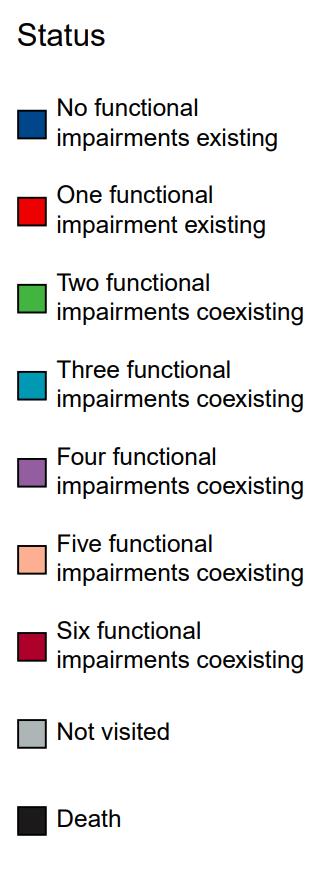 Status
No functional
impairments existing
One functional
impairment existing
Two functional
impairments coexisting
Three functional
impairments coexisting
Four functional
impairments coexisting
Five functional
impairments coexisting
Six functional
impairments coexisting
Not visited
Death